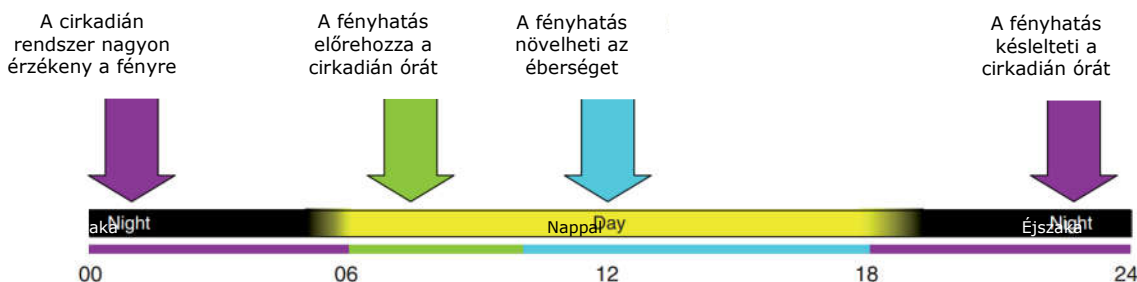 A cirkadián
rendszer nagyon
érzékeny a fényre
A fényhatás
előrehozza a
cirkadián órát
A fényhatás
növelheti az
éberséget
A fényhatás
késlelteti a
cirkadián órát
aka Night
Nappal Day
Éjszaka Night
00 06 12 18 24